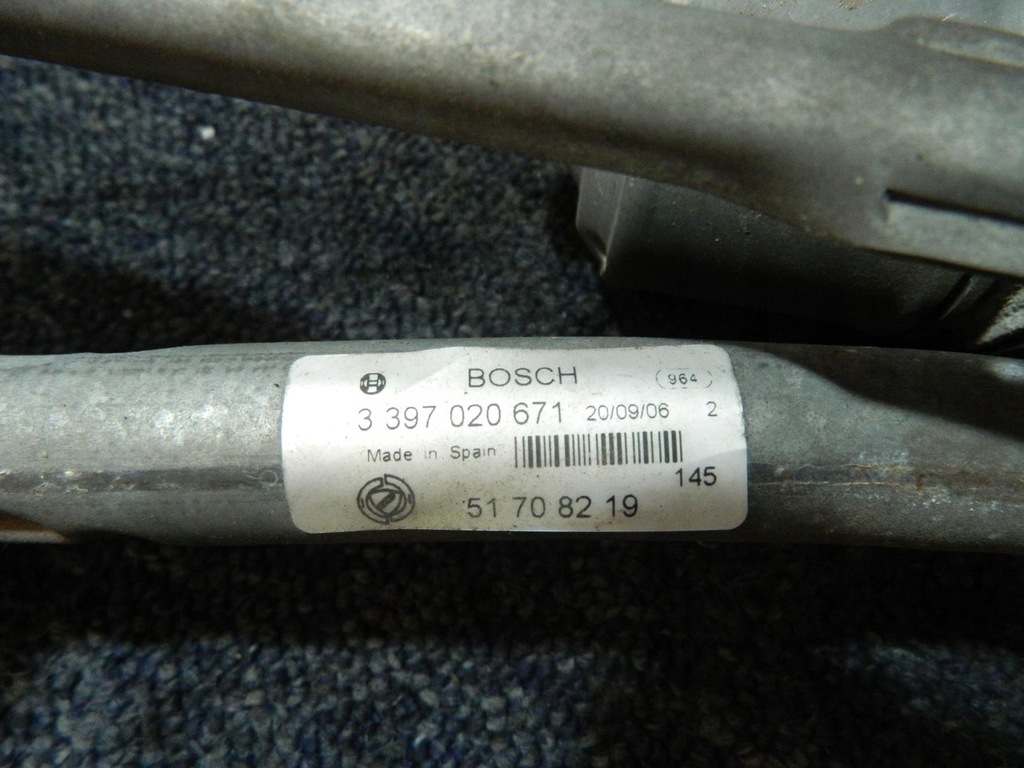 BOSCH (964)
3 397 020 671 20/09/06 2
Made in Spain
145
51 70 82 19